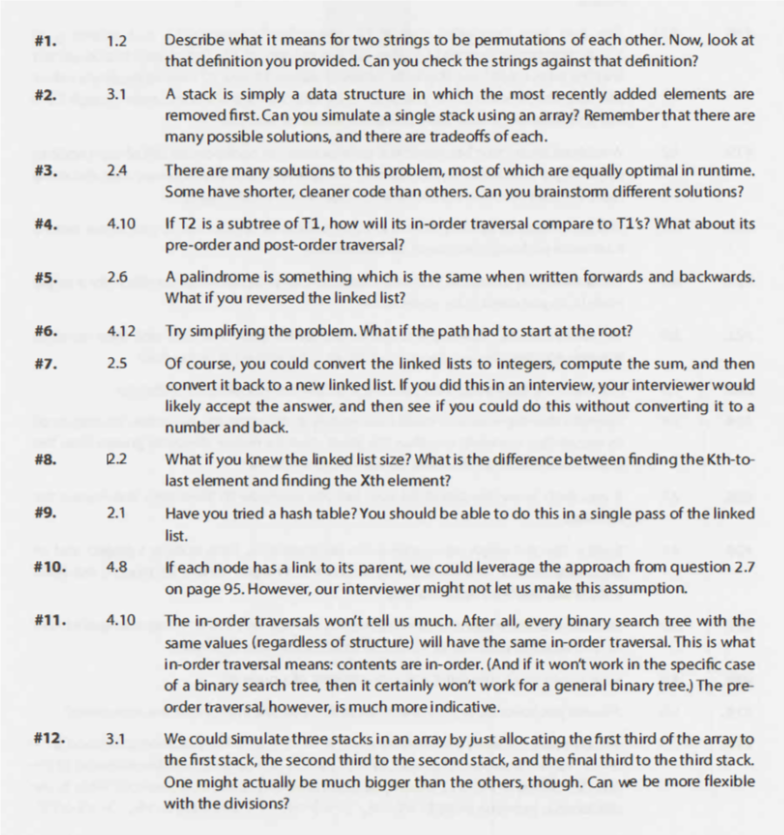 #1. 1.2 Describe what it means for two strings to be permutations of each other. Now, look at
that definition you provided. Can you check the strings against that definition?
#2. 3.1 A stack is simply a data structure in which the most recently added elements are
removed first. Can you simulate a single stack using an array? Remember that there are
many possible solutions, and there are tradeoffs of each.
#3. 2.4 There are many solutions to this problem, most of which are equally optimal in runtime.
Some have shorter, cleaner code than others. Can you brainstorm different solutions?
#4. 4.10 If T2 is a subtree of T1, how will its in-order traversal compare to T1's? What about its
pre-order and post-order traversal?
#5. 2.6 A palindrome is something which is the same when written forwards and backwards.
What if you reversed the linked list?
#6. 4.12 Try simplifying the problem. What if the path had to start at the root?
#7. 2.5 Of course, you could convert the linked lists to integers, compute the sum, and then
convert it back to a new linked list. If you did this in an interview, your interviewer would
likely accept the answer, and then see if you could do this without converting it to a
number and back.
#8. 2.2 What if you knew the linked list size? What is the difference between finding the Kth-to-
last element and finding the Xth element?
#9. 2.1 Have you tried a hash table? You should be able to do this in a single pass of the linked
list.
#10. 4.8 If each node has a link to its parent, we could leverage the approach from question 2.7
on page 95. However, our interviewer might not let us make this assumption.
#11. 4.10 The in-order traversals won't tell us much. After all, every binary search tree with the
same values (regardless of structure) will have the same in-order traversal. This is what
in-order traversal means: contents are in-order. (And if it won't work in the specific case
of a binary search tree, then it certainly won't work for a general binary tree.) The pre-
order traversal, however, is much more indicative.
#12. 3.1 We could simulate three stacks in an array by just allocating the first third of the array to
the first stack, the second third to the second stack, and the final third to the third stack.
One might actually be much bigger than the others, though. Can we be more flexible
with the divisions?